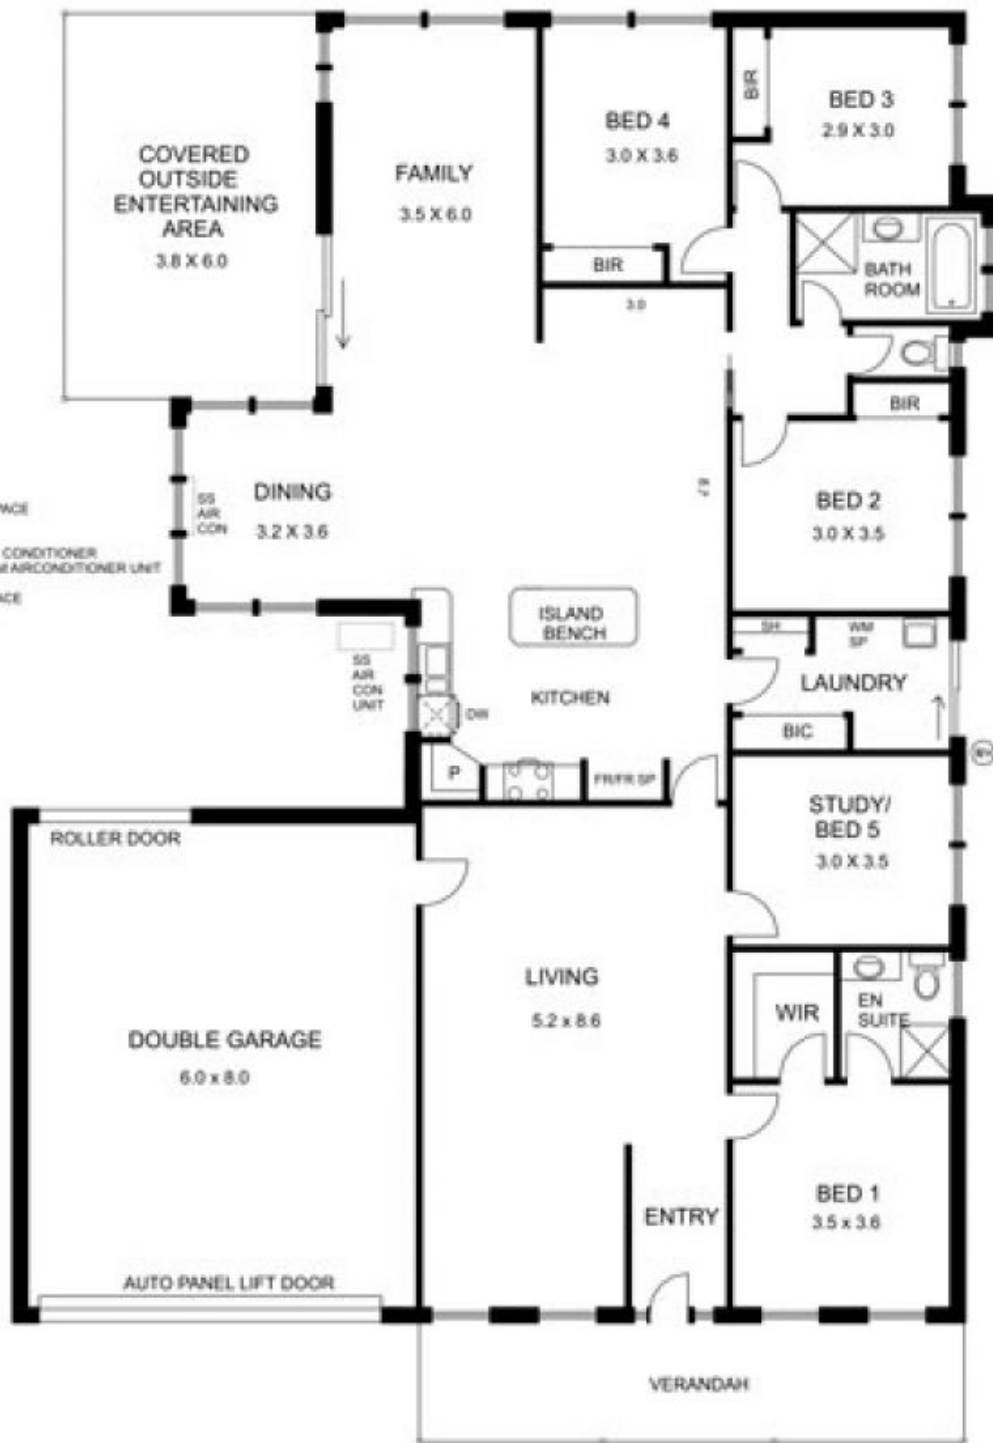 COVERED
OUTSIDE
ENTERTAINING
AREA
3.8 X 6.0
FAMILY
3.5 X 6.0
BED 4
3.0 X 3.6
BIR
BIR
BED 3
2.9 X 3.0
BATH
ROOM
3.0
BIR
BED 2
3.0 X 3.5
DINING
3.2 X 3.6
SS
AIR
CON
CONDITIONER
AIRCONDITIONER UNIT
ISLAND
BENCH
KITCHEN
SS
AIR
CON
UNIT
DW
P
FR/FR SP
SH
WM
SP
LAUNDRY
BIC
STUDY/
BED 5
3.0 X 3.5
ROLLER DOOR
DOUBLE GARAGE
6.0 x 8.0
AUTO PANEL LIFT DOOR
LIVING
5.2 x 8.6
WIR
EN
SUITE
BED 1
3.5 x 3.6
ENTRY
VERANDAH